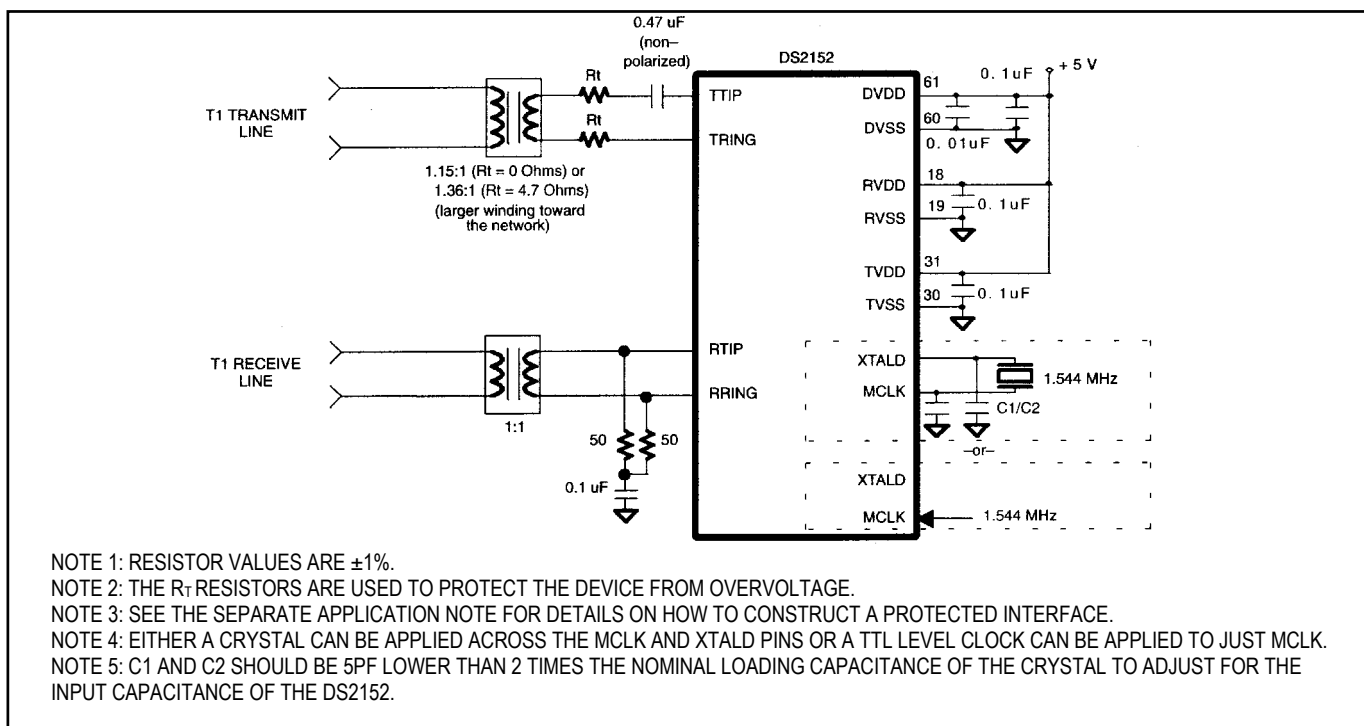 0.47 uF
(non–
polarized)
DS2152
+ 5 V
Rt
TTIP
DVDD
61
0.1uF
T1 TRANSMIT
LINE
Rt
TRING
DVSS
60
0.01uF
1.15:1 (Rt = 0 Ohms) or
1.36:1 (Rt = 4.7 Ohms)
(larger winding toward
the network)
RVDD
18
0.1uF
RVSS
19
TVDD
31
0.1uF
TVSS
30
T1 RECEIVE
LINE
RTIP
RRING
1:1
50
50
0.1 uF
XTALD
1.544 MHz
MCLK
C1/C2
–or–
XTALD
MCLK
1.544 MHz
NOTE 1: RESISTOR VALUES ARE ±1%.
NOTE 2: THE RT RESISTORS ARE USED TO PROTECT THE DEVICE FROM OVERVOLTAGE.
NOTE 3: SEE THE SEPARATE APPLICATION NOTE FOR DETAILS ON HOW TO CONSTRUCT A PROTECTED INTERFACE.
NOTE 4: EITHER A CRYSTAL CAN BE APPLIED ACROSS THE MCLK AND XTALD PINS OR A TTL LEVEL CLOCK CAN BE APPLIED TO JUST MCLK.
NOTE 5: C1 AND C2 SHOULD BE 5PF LOWER THAN 2 TIMES THE NOMINAL LOADING CAPACITANCE OF THE CRYSTAL TO ADJUST FOR THE
INPUT CAPACITANCE OF THE DS2152.